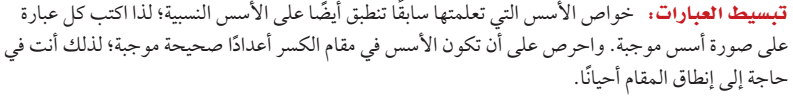 تبسيط العبارات: خواص الأسس التي تعلمتها سابقًا تنطبق أيضًا على الأسس النسبية؛ لذا اكتب كل عبارة
على صورة أسس موجبة. واحرص على أن تكون الأسس في مقام الكسر أعدادًا صحيحة موجبة؛ لذلك أنت في
حاجة إلى إنطاق المقام أحيانًا.